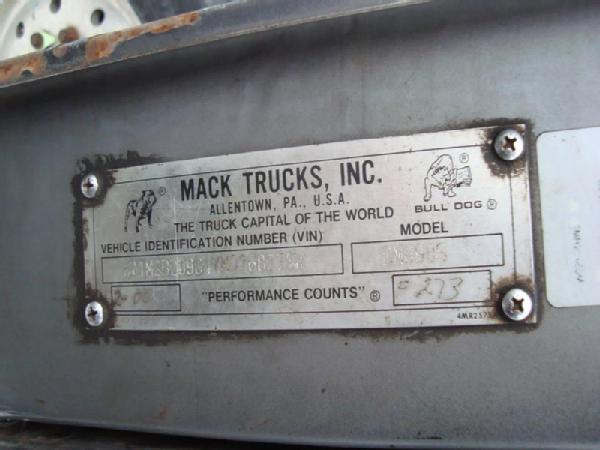 MACK TRUCKS, INC.
ALLENTOWN, PA., U.S.A.
THE TRUCK CAPITAL OF THE WORLD
BULL DOG ®
VEHICLE IDENTIFICATION NUMBER (VIN)
MODEL
"PERFORMANCE COUNTS" ®
273